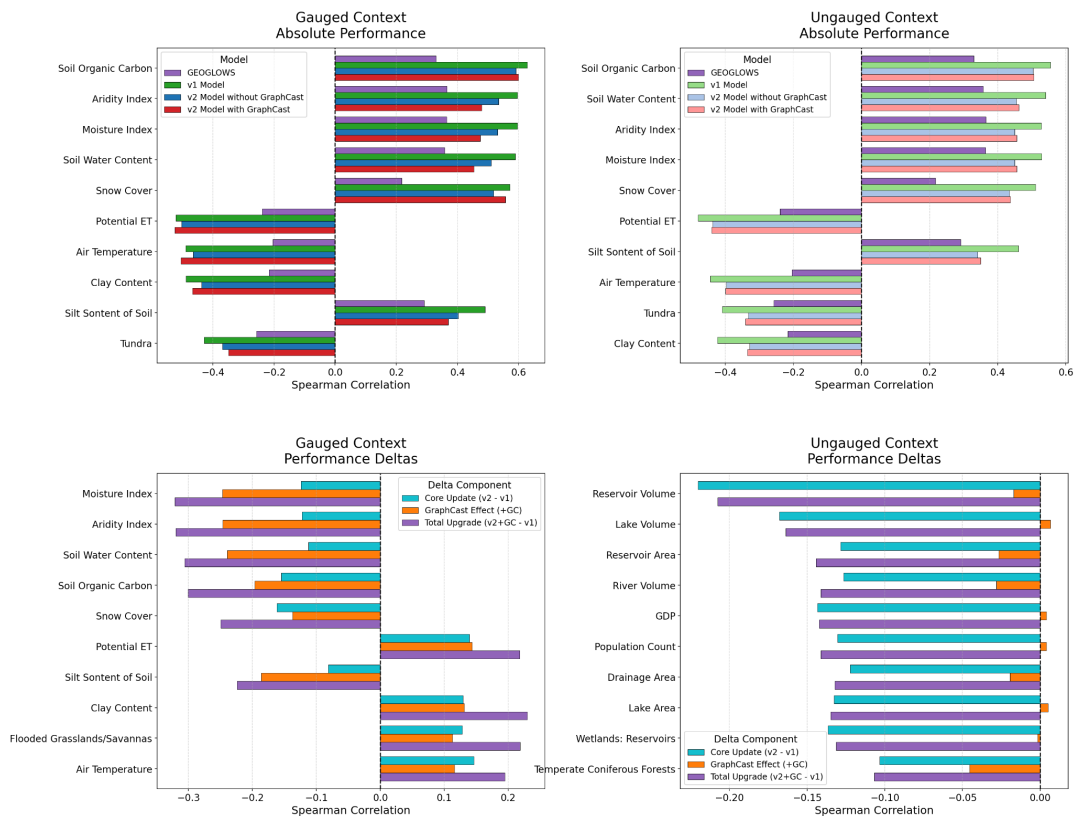 Gauged Context
Absolute Performance
Model
GEOGLOWS
v1 Model
v2 Model without GraphCast
v2 Model with GraphCast
Soil Organic Carbon
Aridity Index
Moisture Index
Soil Water Content
Snow Cover
Potential ET
Air Temperature
Clay Content
Silt Sontent of Soil
Tundra
−0.4 −0.2 0.0 0.2 0.4 0.6
Spearman Correlation
Ungauged Context
Absolute Performance
Model
GEOGLOWS
v1 Model
v2 Model without GraphCast
v2 Model with GraphCast
Soil Organic Carbon
Soil Water Content
Aridity Index
Moisture Index
Snow Cover
Potential ET
Silt Sontent of Soil
Air Temperature
Tundra
Clay Content
−0.4 −0.2 0.0 0.2 0.4 0.6
Spearman Correlation
Gauged Context
Performance Deltas
Delta Component
Core Update (v2 - v1)
GraphCast Effect (+GC)
Total Upgrade (v2+GC - v1)
Moisture Index
Aridity Index
Soil Water Content
Soil Organic Carbon
Snow Cover
Potential ET
Silt Sontent of Soil
Clay Content
Flooded Grasslands/Savannas
Air Temperature
−0.3 −0.2 −0.1 0.0 0.1 0.2
Spearman Correlation
Ungauged Context
Performance Deltas
Reservoir Volume
Lake Volume
Reservoir Area
River Volume
GDP
Population Count
Drainage Area
Lake Area
Wetlands: Reservoirs
Temperate Coniferous Forests
Delta Component
Core Update (v2 - v1)
GraphCast Effect (+GC)
Total Upgrade (v2+GC - v1)
−0.20 −0.15 −0.10 −0.05 0.00
Spearman Correlation